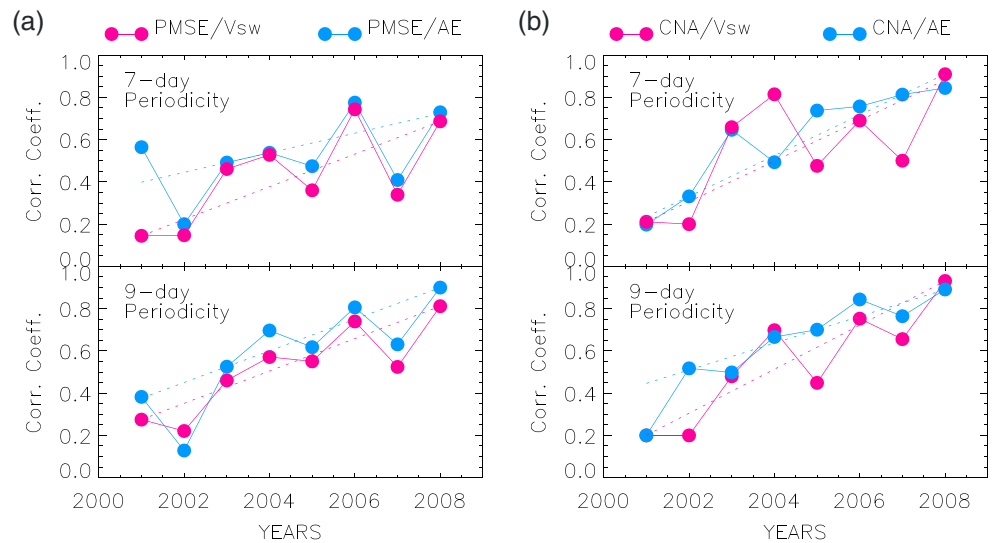 (a)
PMSE/Vsw PMSE/AE
1.0
7-day
Periodicity
0.8
0.6
0.4
0.2
0.0
Corr. Coeff.
1.0
9-day
Periodicity
0.8
0.6
0.4
0.2
0.0
Corr. Coeff.
2000 2002 2004 2006 2008
YEARS
(b)
CNA/Vsw CNA/AE
1.0
7-day
Periodicity
0.8
0.6
0.4
0.2
0.0
Corr. Coeff.
1.0
9-day
Periodicity
0.8
0.6
0.4
0.2
0.0
Corr. Coeff.
2000 2002 2004 2006 2008
YEARS